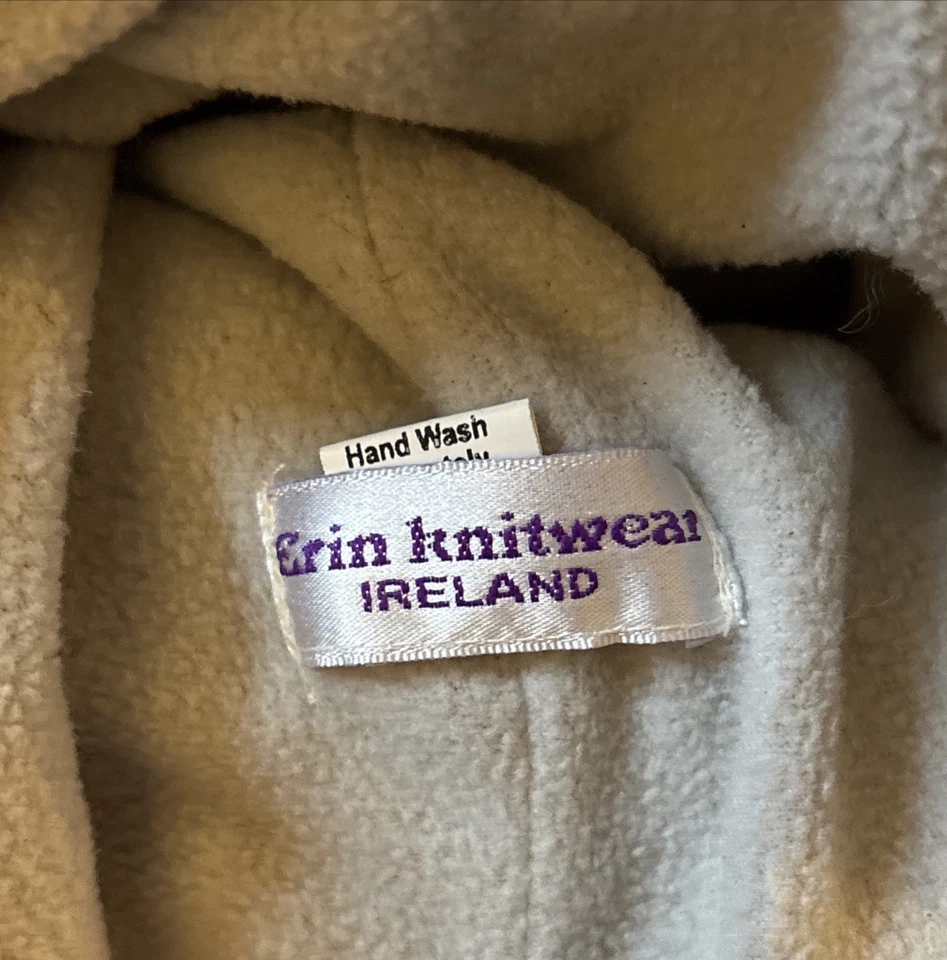 Hand Wash
Erin knitwear
IRELAND